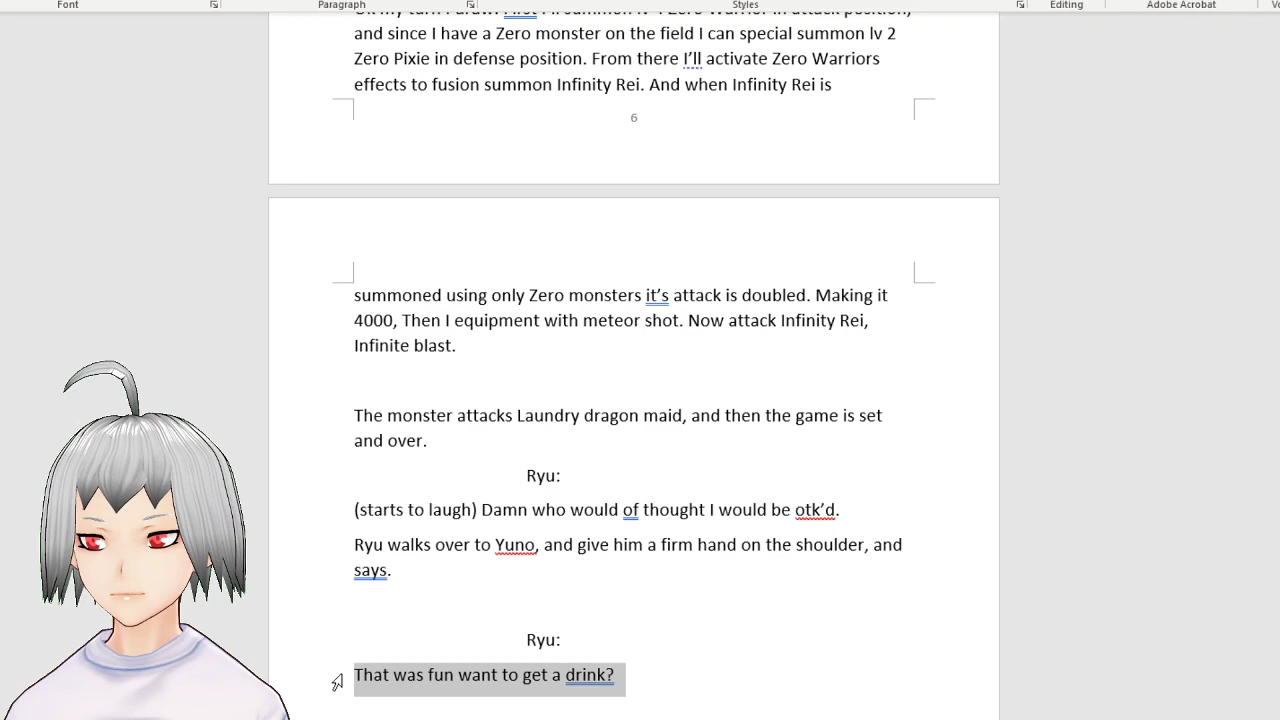 Font
Paragraph
Styles
Editing
Adobe Acrobat
and since I have a Zero monster on the field I can special summon lv 2
Zero Pixie in defense position. From there I'll activate Zero Warriors
effects to fusion summon Infinity Rei. And when Infinity Rei is
6
summoned using only Zero monsters it's attack is doubled. Making it
4000, Then I equipment with meteor shot. Now attack Infinity Rei,
Infinite blast.
The monster attacks Laundry dragon maid, and then the game is set
and over.
Ryu:
(starts to laugh) Damn who would of thought I would be otk'd.
Ryu walks over to Yuno, and give him a firm hand on the shoulder, and
says.
Ryu:
That was fun want to get a drink?